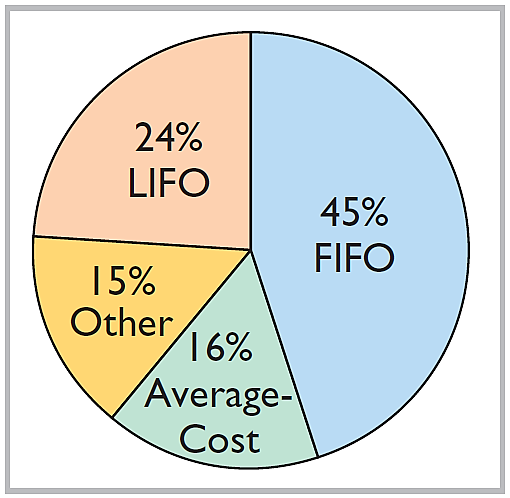 24%
LIFO
45%
FIFO
15%
Other
16%
Average-
Cost